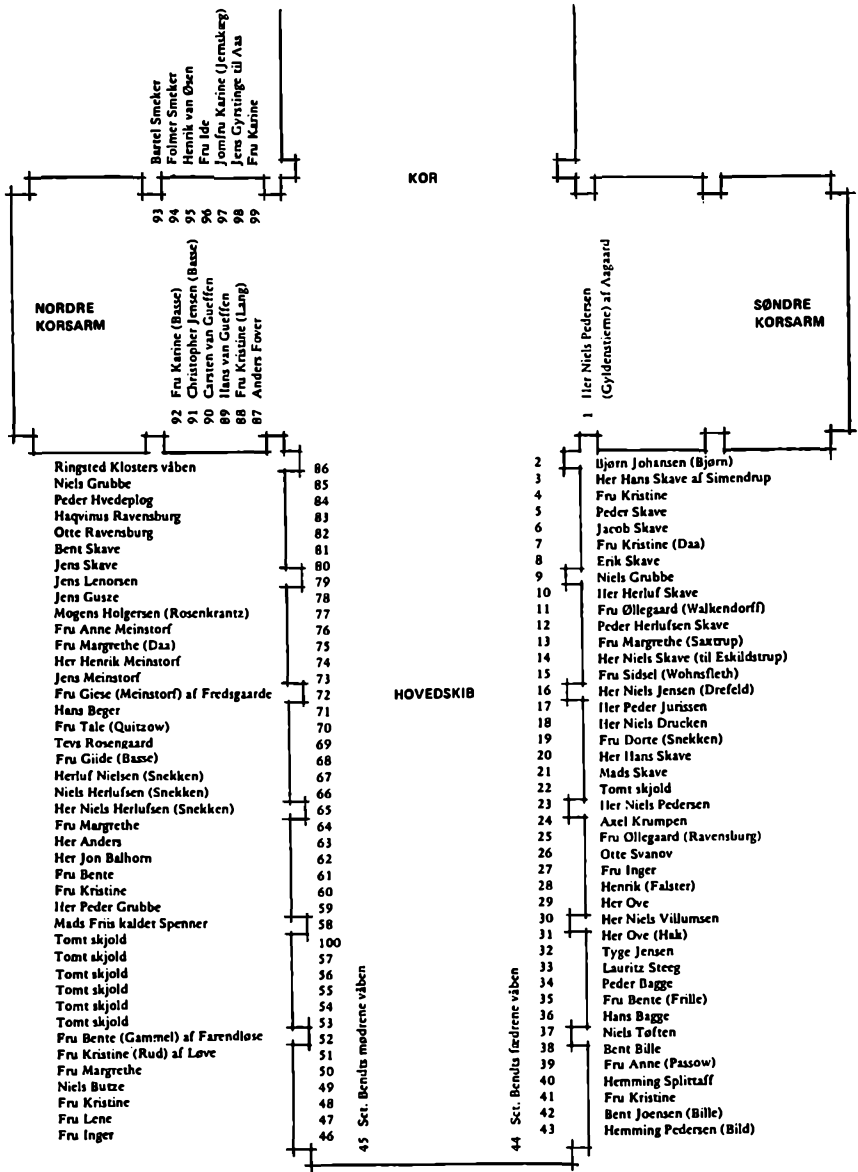 93 Bartel Smeker
94 Folmer Smeker
95 Henrik van Øsen
96 Fru Ide
97 Jomfru Karine (Jernskæg)
98 Jens Gyrstinge til Aas
99 Fru Karine
KOR
NORDRE
KORSARM
SØNDRE
KORSARM
92 Fru Karine (Basse)
91 Christopher Jensen (Basse)
90 Carsten van Gueffen
89 Hans van Gueffen
88 Fru Kristine (Lang)
87 Anders Fover
1 Her Niels Pedersen
(Gyldenstierne) af Aagaard
Ringsted Klosters våben 86
Niels Grubbe 85
Peder Hvedeplog 84
Haqvinus Ravensburg 83
Otte Ravensburg 82
Bent Skave 81
Jens Skave 80
Jens Lenorsen 79
Jens Gusze 78
Mogens Holgersen (Rosenkrantz) 77
Fru Anne Meinstorf 76
Fru Margrethe (Daa) 75
Her Henrik Meinstorf 74
Jens Meinstorf 73
Fru Giese (Meinstorf) af Fredsgaarde 72
Hans Beger 71
Fru Tale (Quitzow) 70
Tevs Rosengaard 69
Fru Giide (Basse) 68
Herluf Nielsen (Snekken) 67
Niels Herlufsen (Snekken) 66
Her Niels Herlufsen (Snekken) 65
Fru Margrethe 64
Her Anders 63
Her Jon Balhorn 62
Fru Bente 61
Fru Kristine 60
Her Peder Grubbe 59
Mads Friis kaldet Spenner 58
Tomt skjold 100
Tomt skjold 57
Tomt skjold 56
Tomt skjold 55
Tomt skjold 54
Tomt skjold 53
Fru Bente (Gammel) af Farendløse 52
Fru Kristine (Rud) af Løve 51
Fru Margrethe 50
Niels Butze 49
Fru Kristine 48
Fru Lene 47
Fru Inger 46
45 Sct. Bendts mødrene våben
HOVEDSKIB
44 Sct. Bendts fædrene våben
2 Bjørn Johansen (Bjørn)
3 Her Hans Skave af Simendrup
4 Fru Kristine
5 Peder Skave
6 Jacob Skave
7 Fru Kristine (Daa)
8 Erik Skave
9 Niels Grubbe
10 Her Herluf Skave
11 Fru Øllegaard (Walkendorff)
12 Peder Herlufsen Skave
13 Fru Margrethe (Saxtrup)
14 Her Niels Skave (til Eskildstrup)
15 Fru Sidsel (Wohnsfleth)
16 Her Niels Jensen (Drefeld)
17 Her Peder Jurissen
18 Her Niels Drucken
19 Fru Dorte (Snekken)
20 Her Hans Skave
21 Mads Skave
22 Tomt skjold
23 Her Niels Pedersen
24 Axel Krumpen
25 Fru Ollegaard (Ravensburg)
26 Otte Svanov
27 Fru Inger
28 Henrik (Falster)
29 Her Ove
30 Her Niels Villumsen
31 Her Ove (Hak)
32 Tyge Jensen
33 Lauritz Steeg
34 Peder Bagge
35 Fru Bente (Frille)
36 Hans Bagge
37 Niels Tøften
38 Bent Bille
39 Fru Anne (Passow)
40 Hemming Splittaff
41 Fru Kristine
42 Bent Joensen (Bille)
43 Hemming Pedersen (Bild)